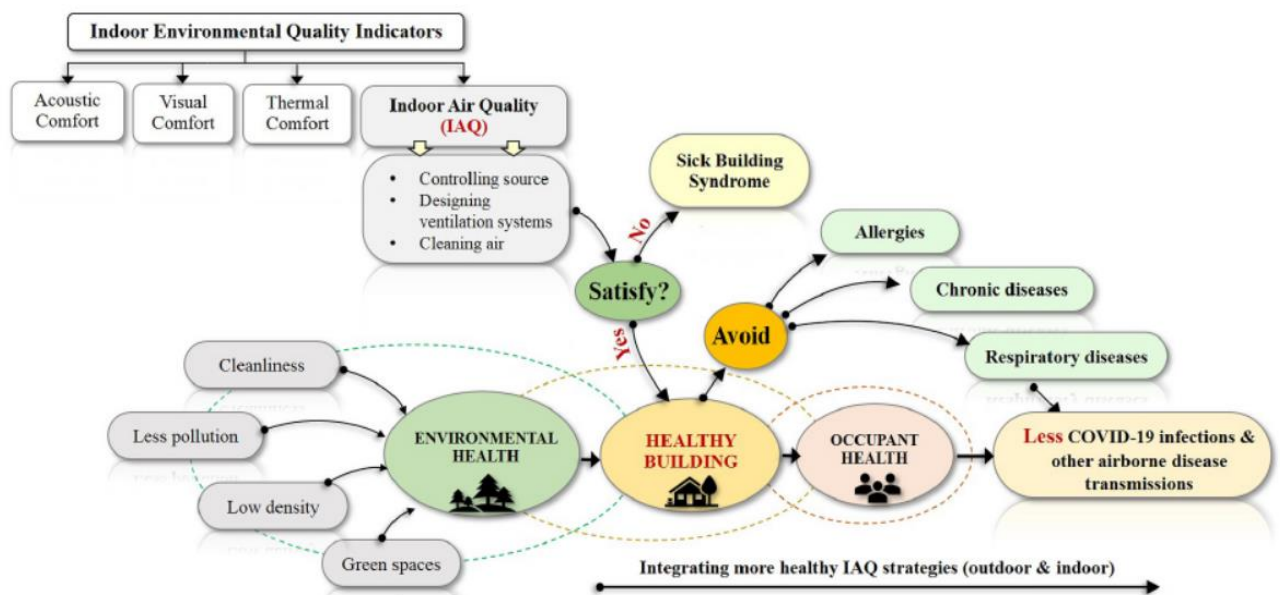 Indoor Environmental Quality Indicators
Acoustic
Comfort
Visual
Comfort
Thermal
Comfort
Indoor Air Quality
(IAQ)
• Controlling source
• Designing
ventilation systems
• Cleaning air
Sick Building
Syndrome
No
Satisfy?
Yes
Avoid
Allergies
Chronic diseases
Respiratory diseases
Cleanliness
Less pollution
Low density
Green spaces
ENVIRONMENTAL
HEALTH
HEALTHY
BUILDING
OCCUPANT
HEALTH
Less COVID-19 infections &
other airborne disease
transmissions
Integrating more healthy IAQ strategies (outdoor & indoor)